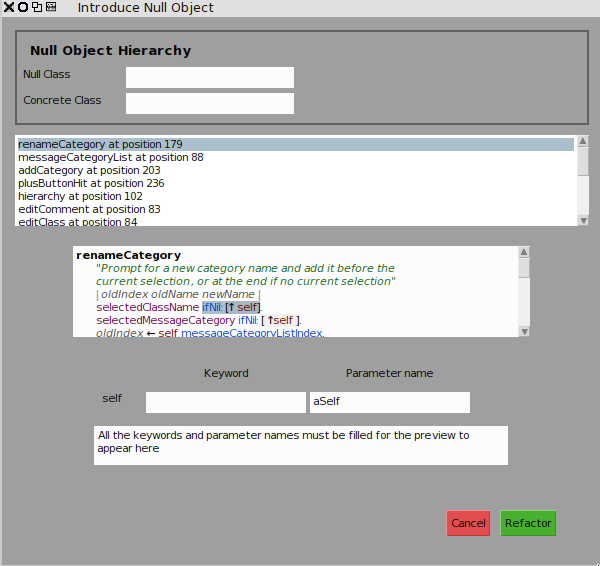 Introduce Null Object
Null Object Hierarchy
Null Class
Concrete Class
renameCategory at position 179
messageCategoryList at position 88
addCategory at position 203
plusButtonHit at position 236
hierarchy at position 102
editComment at position 83
editClass at position 84
renameCategory
"Prompt for a new category name and add it before the
current selection, or at the end if no current selection"
| oldIndex oldName newName |
selectedClassName ifNil: [↑ self].
selectedMessageCategory ifNil: [ ↑self ].
oldIndex ← self messageCategoryListIndex.
Keyword Parameter name
self aSelf
All the keywords and parameter names must be filled for the preview to
appear here
Cancel Refactor